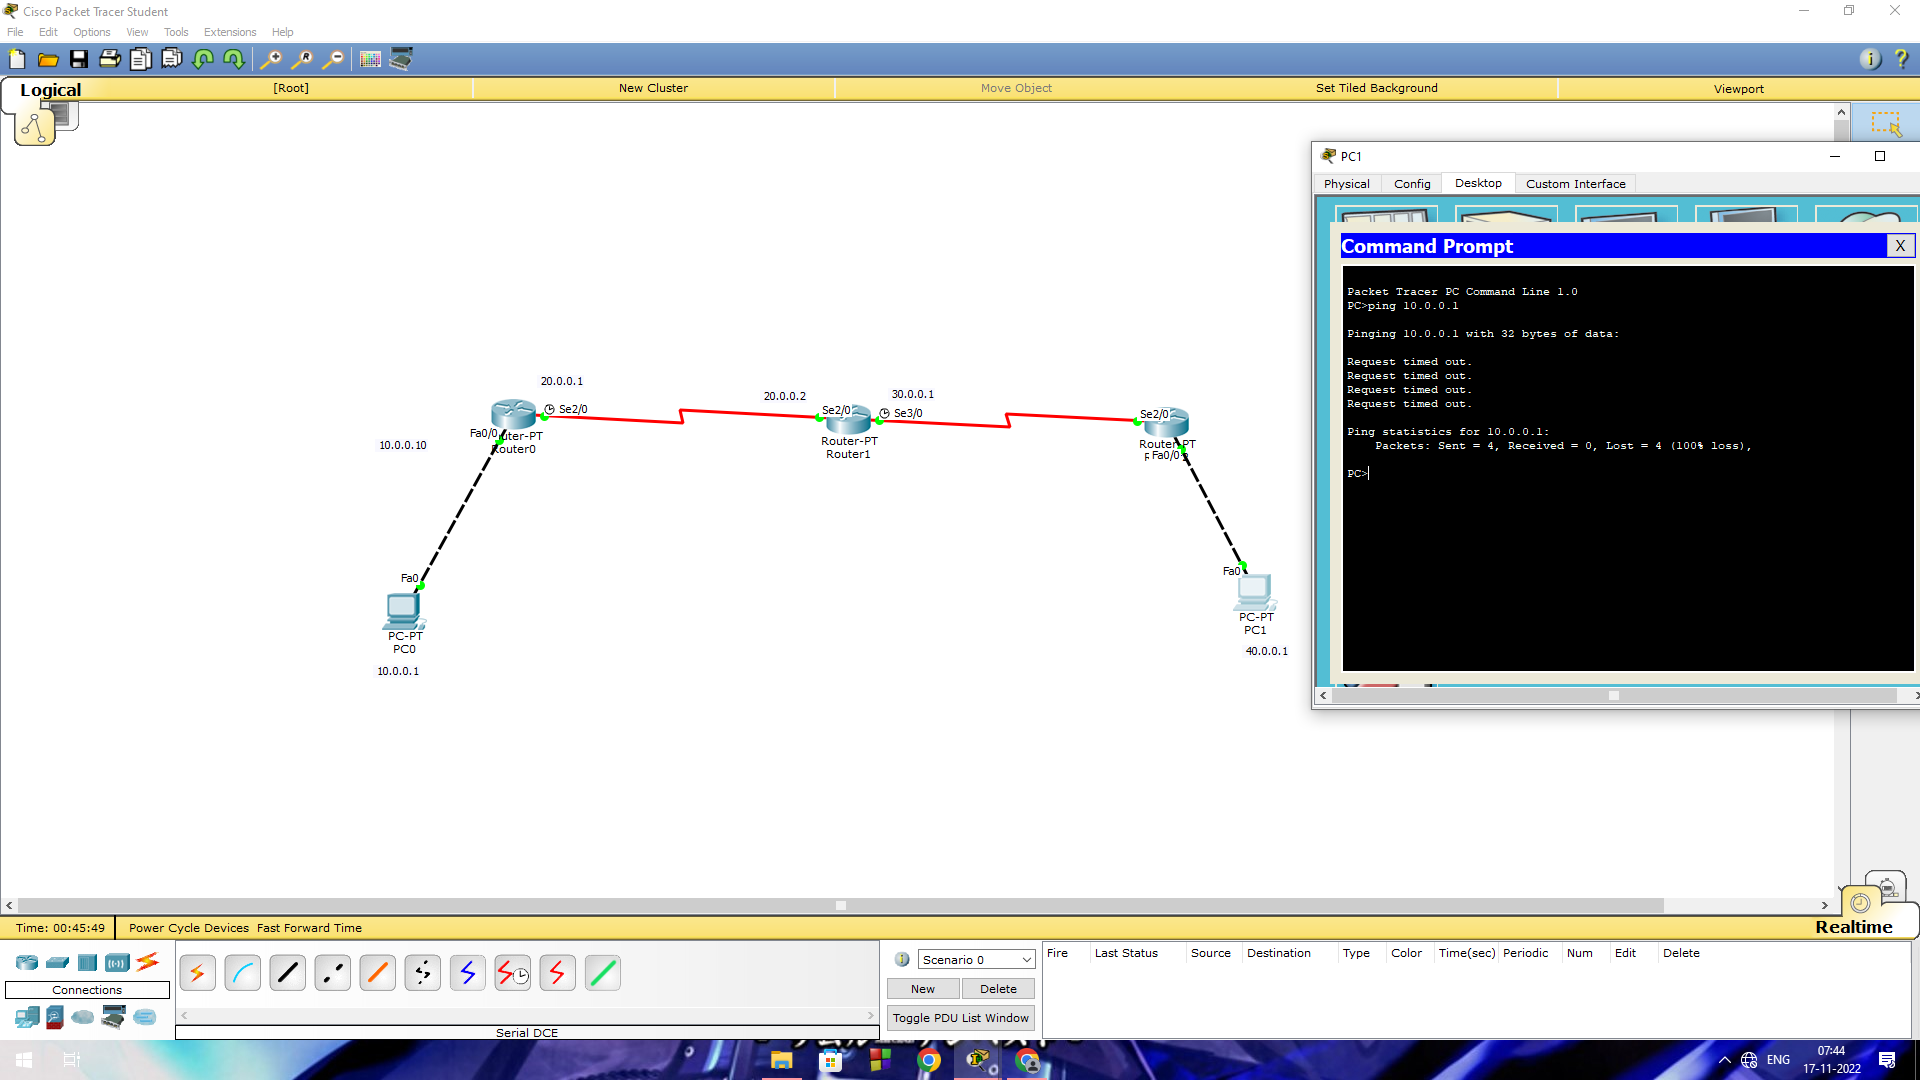 Cisco Packet Tracer Student
File Edit Options View Tools Extensions Help
Logical [Root] New Cluster Move Object Set Tiled Background Viewport
PC1
Physical Config Desktop Custom Interface
Command Prompt X
Packet Tracer PC Command Line 1.0
PC>ping 10.0.0.1
Pinging 10.0.0.1 with 32 bytes of data:
Request timed out.
Request timed out.
Request timed out.
Request timed out.
Ping statistics for 10.0.0.1:
Packets: Sent = 4, Received = 0, Lost = 4 (100% loss),
PC>
20.0.0.1
Se2/0
Fa0/0
uter-PT
Router0
10.0.0.10
20.0.0.2
Se2/0
30.0.0.1
Se3/0
Router-PT
Router1
Se2/0
Router-PT
Fa0/0
Fa0
PC-PT
PC0
10.0.0.1
Fa0
PC-PT
PC1
40.0.0.1
Time: 00:45:49 Power Cycle Devices Fast Forward Time
Realtime
Connections
Serial DCE
Scenario 0
New Delete
Toggle PDU List Window
Fire Last Status Source Destination Type Color Time(sec) Periodic Num Edit Delete
ENG
07:44
17-11-2022